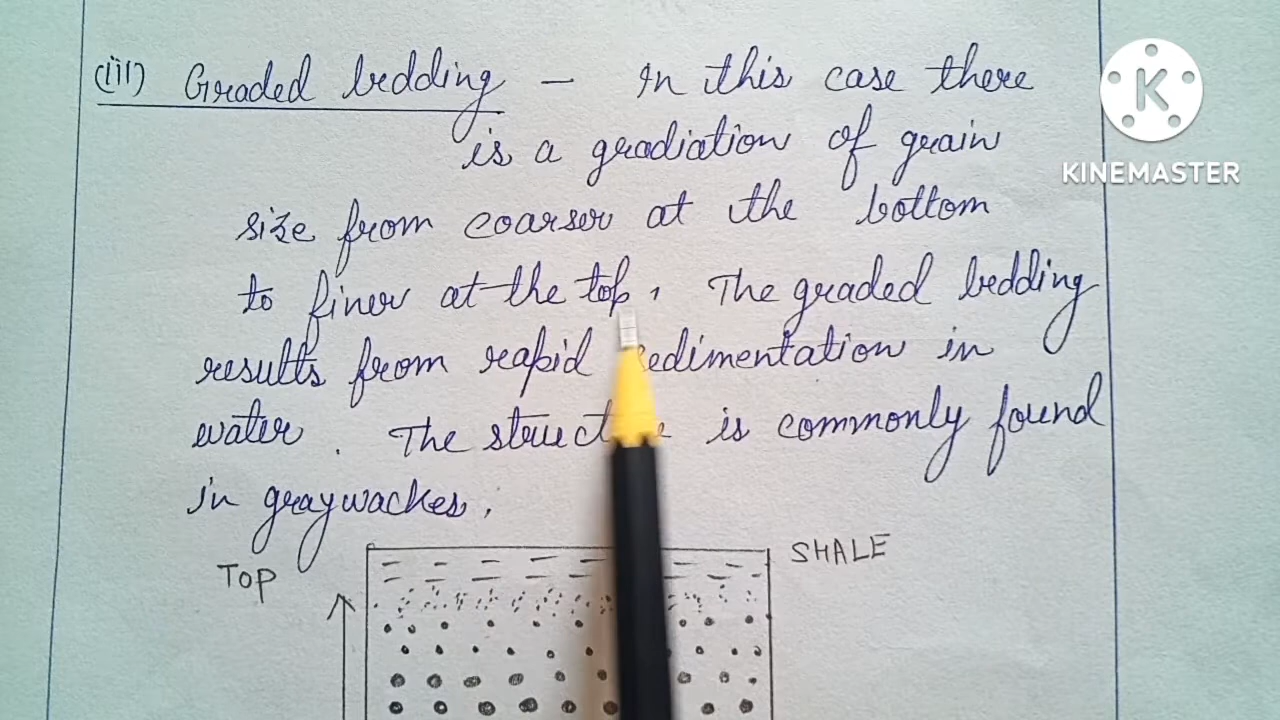 (iii) Graded bedding – In this case there
is a gradiation of grain
size from coarser at the bottom
to finer at the top. The graded bedding
results from rapid sedimentation in
water. The structure is commonly found
in graywackes.
TOP
SHALE
K
KINEMASTER